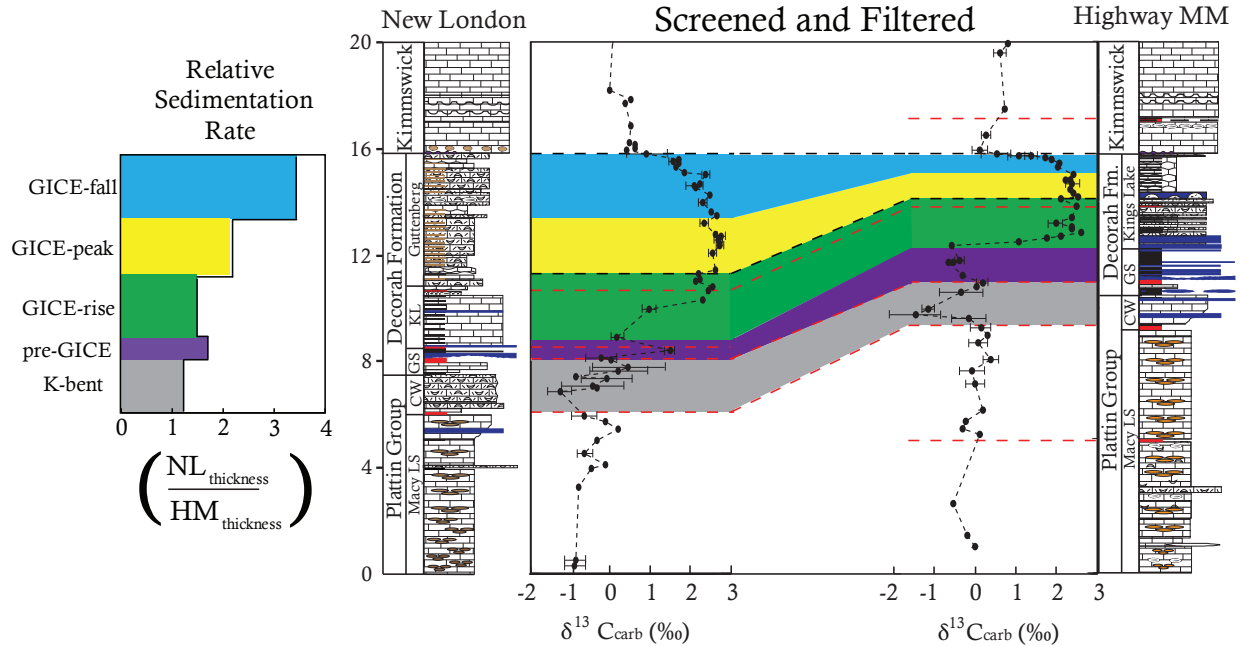 New London
Screened and Filtered
Highway MM
Relative
Sedimentation
Rate
GICE-fall
GICE-peak
GICE-rise
pre-GICE
K-bent
0 1 2 3 4
( NL thickness / HM thickness )
20
16
12
8
4
0
Kimmswick
Decorah Formation
Guttenberg
KL
GS
CW
Plattin Group
Macy LS
-2 -1 0 1 2 3
δ13 Ccarb (‰)
-2 -1 0 1 2 3
δ13 Ccarb (‰)
Kimmswick
Decorah Fm.
Kings Lake
GS
CW
Plattin Group
Macy LS